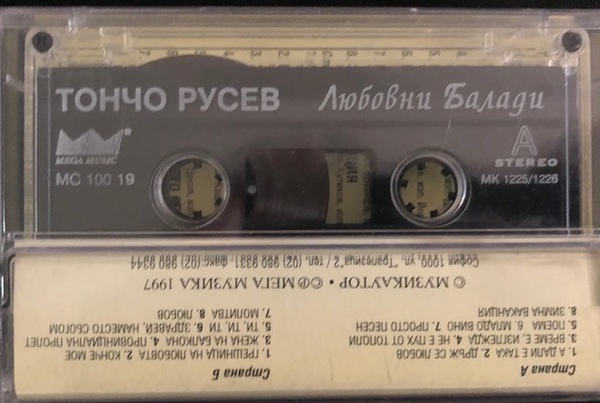 ТОНЧО РУСЕВ
Любовни Балади
MEGA MUSIC
MC 100 19
A
STEREO
МК 1225/1226
Страна А
1. А ДАЛИ Е ТАКА 2. ДРЪЖ СЕ ЛЮБОВ
3. ВРЕМЕ Е, ИЗГЛЕЖДА 4. НЕ Е ПУХ ОТ ТОПОЛИ
5. ПОЕМА 6. МЛАДО ВИНО 7. ПРОСТО ПЕСЕН
8. ЗИМНА ВАКАНЦИЯ
Страна Б
1. ГРЕШНИЦА НА ЛЮБОВТА 2. КОНЧЕ МОЕ
3. ЖЕНА НА БАЛКОНА 4. ПРОВИНЦИАЛНА ПРОЛЕТ
5. ТИ, ТИ, ТИ 6. ЗДРАВЕЙ, НАМЕСТО СБОГОМ
7. МОЛИТВА 8. ЛЮБОВ
© МУЗИКАУТОР • ©℗ МЕГА МУЗИКА 1997
София 1000, ул. "Трапезица"2 / тел. (02) 980 9331, факс:(02) 980 9344